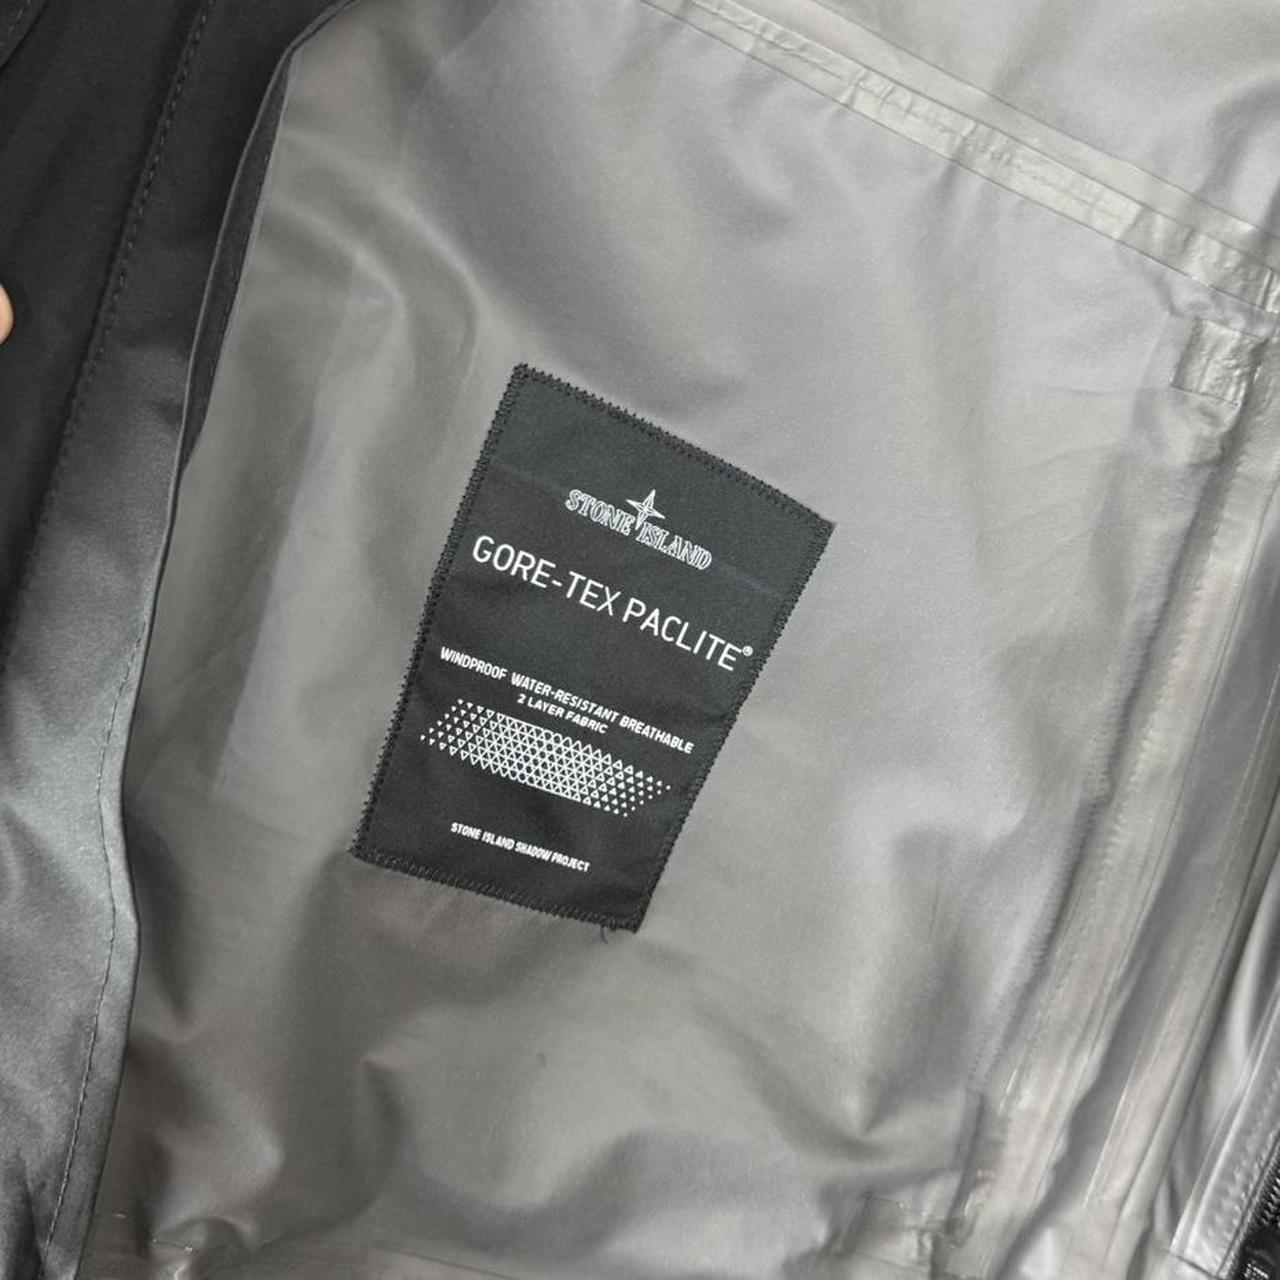 STONE ISLAND
GORE-TEX PACLITE®
WINDPROOF WATER-RESISTANT BREATHABLE
2 LAYER FABRIC
STONE ISLAND SHADOW PROJECT